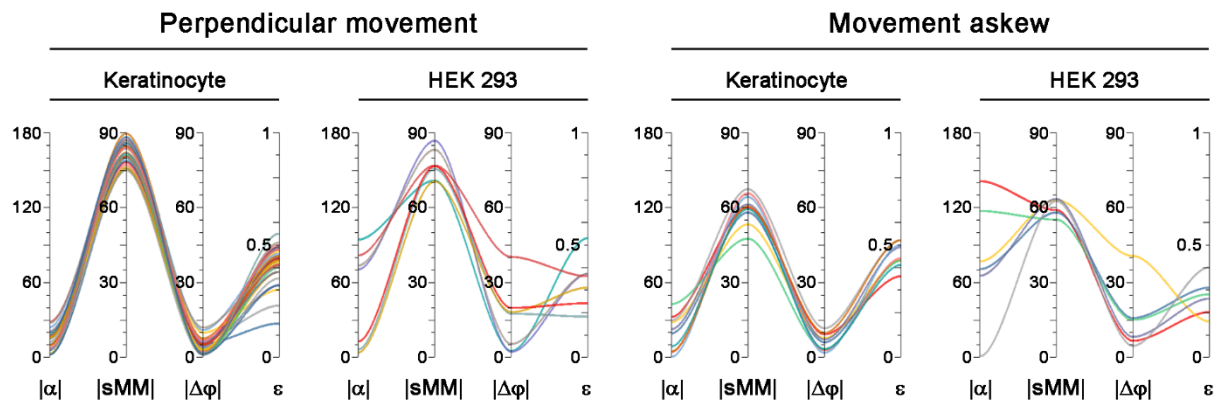 Perpendicular movement Movement askew
Keratinocyte HEK 293 Keratinocyte HEK 293
180 90 90 1 180 90 90 1 180 90 90 1 180 90 90 1
120 60 60 120 60 60 120 60 60 120 60 60
0.5 0.5 0.5 0.5
60 30 30 60 30 30 60 30 30 60 30 30
0 0 0 0 0 0 0 0 0 0 0 0 0 0 0 0
|α| |sMM| |Δφ| ε |α| |sMM| |Δφ| ε |α| |sMM| |Δφ| ε |α| |sMM| |Δφ| ε